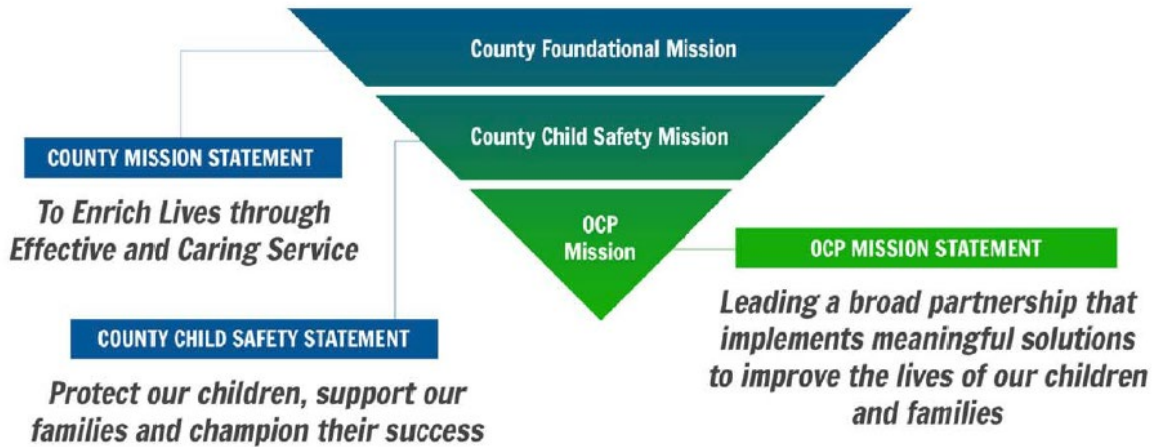 County Foundational Mission
County Child Safety Mission
OCP
Mission
COUNTY MISSION STATEMENT
To Enrich Lives through
Effective and Caring Service
COUNTY CHILD SAFETY STATEMENT
Protect our children, support our
families and champion their success
OCP MISSION STATEMENT
Leading a broad partnership that
implements meaningful solutions
to improve the lives of our children
and families